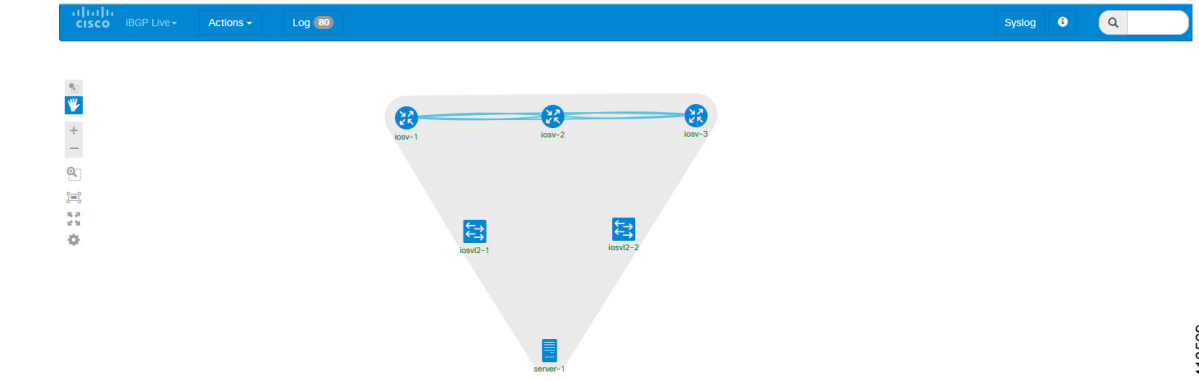 cisco iBGP Live Actions Log 80 Syslog
iosv-1 iosv-2 iosv-3
iosvl2-1 iosvl2-2
server-1